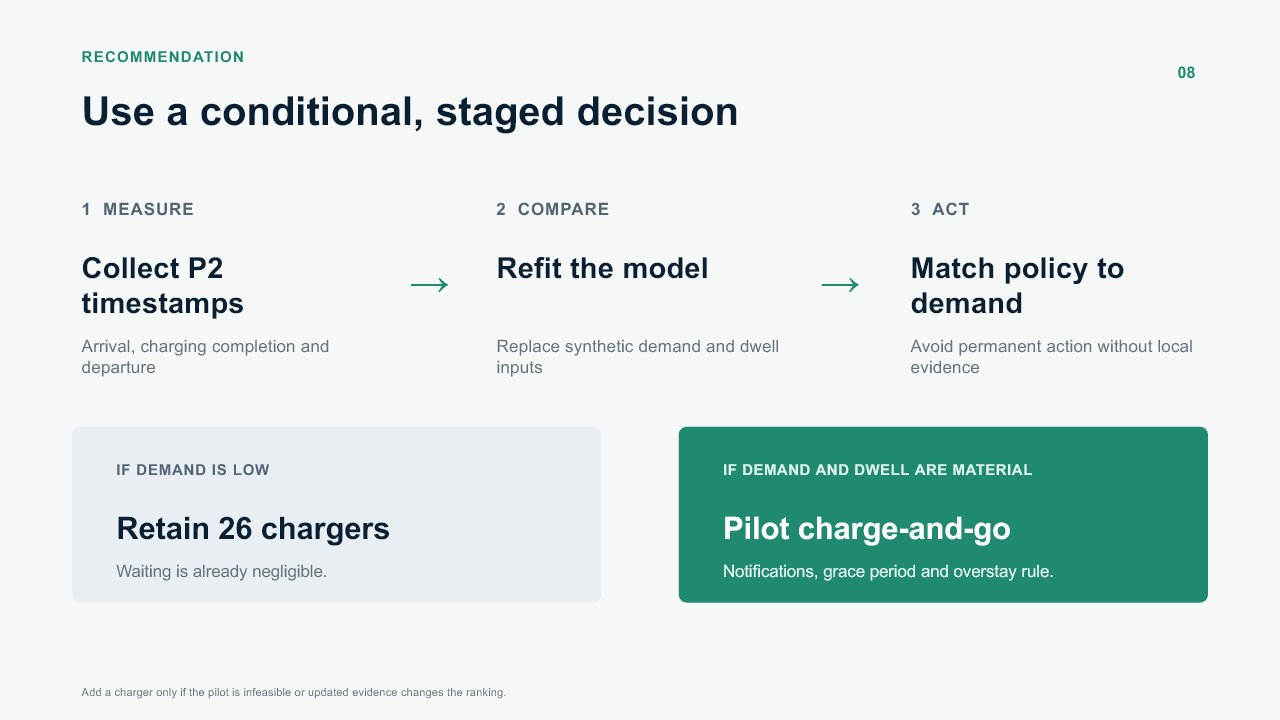 RECOMMENDATION
08
Use a conditional, staged decision
1 MEASURE
Collect P2
timestamps
Arrival, charging completion and
departure
→
2 COMPARE
Refit the model
Replace synthetic demand and dwell
inputs
→
3 ACT
Match policy to
demand
Avoid permanent action without local
evidence
IF DEMAND IS LOW
Retain 26 chargers
Waiting is already negligible.
IF DEMAND AND DWELL ARE MATERIAL
Pilot charge-and-go
Notifications, grace period and overstay rule.
Add a charger only if the pilot is infeasible or updated evidence changes the ranking.